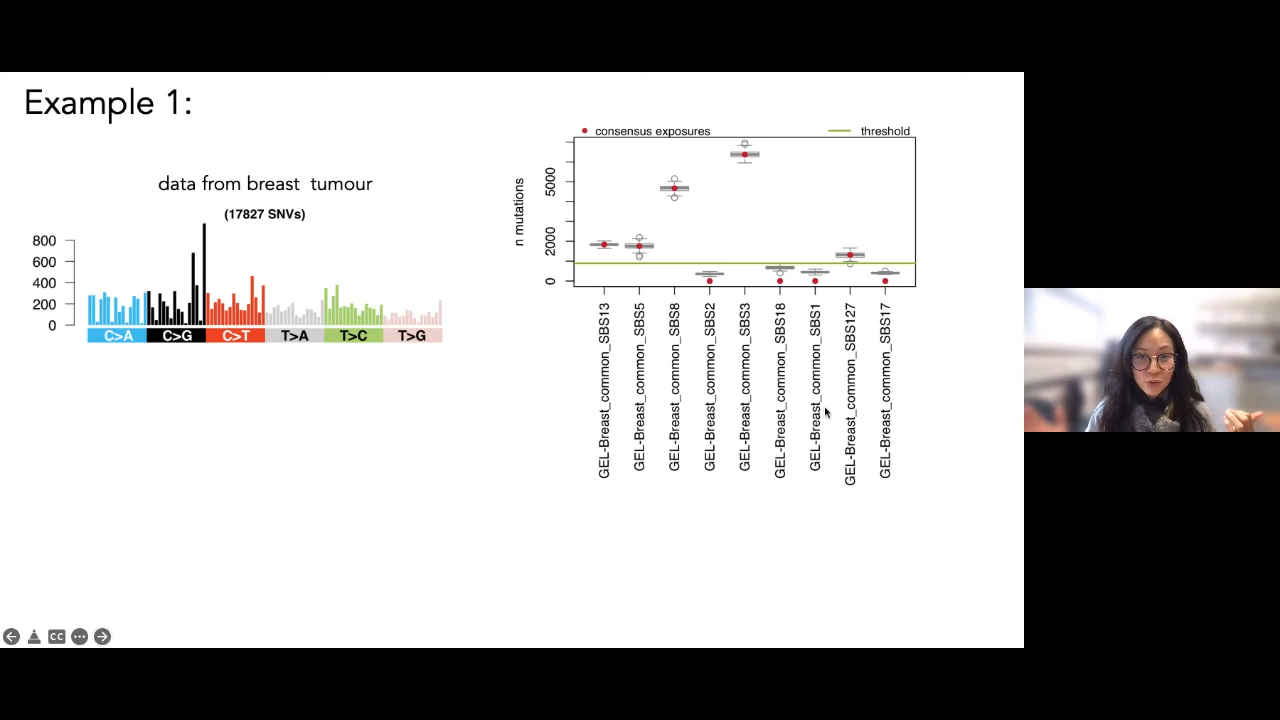 Example 1:
data from breast tumour
(17827 SNVs)
800
600
400
200
0
C>A C>G C>T T>A T>C T>G
consensus exposures threshold
n mutations
5000
2000
0
GEL-Breast_common_SBS13
GEL-Breast_common_SBS5
GEL-Breast_common_SBS8
GEL-Breast_common_SBS2
GEL-Breast_common_SBS3
GEL-Breast_common_SBS18
GEL-Breast_common_SBS1
GEL-Breast_common_SBS127
GEL-Breast_common_SBS17
CC